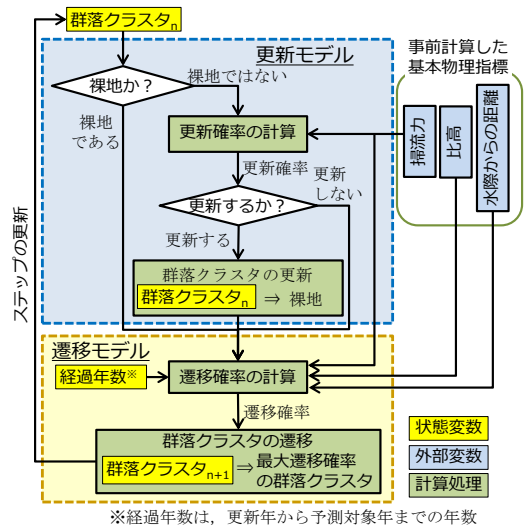 群落クラスタn
更新モデル
事前計算した
基本物理指標
裸地か？
裸地ではない
裸地
である
更新確率の計算
掃流力
比高
水際からの距離
更新確率
更新
しない
更新するか？
更新する
ステップの更新
群落クラスタの更新
群落クラスタn ⇒ 裸地
遷移モデル
経過年数※
遷移確率の計算
遷移確率
群落クラスタの遷移
群落クラスタn+1 ⇒ 最大遷移確率
の群落クラスタ
状態変数
外部変数
計算処理
※経過年数は，更新年から予測対象年までの年数